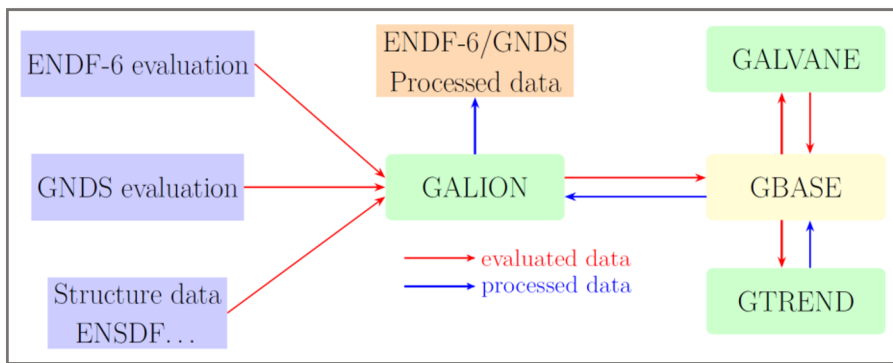 ENDF-6 evaluation
ENDF-6/GNDS
Processed data
GALVANE
GNDS evaluation
GALION
GBASE
evaluated data
processed data
Structure data
ENSDF...
GTREND